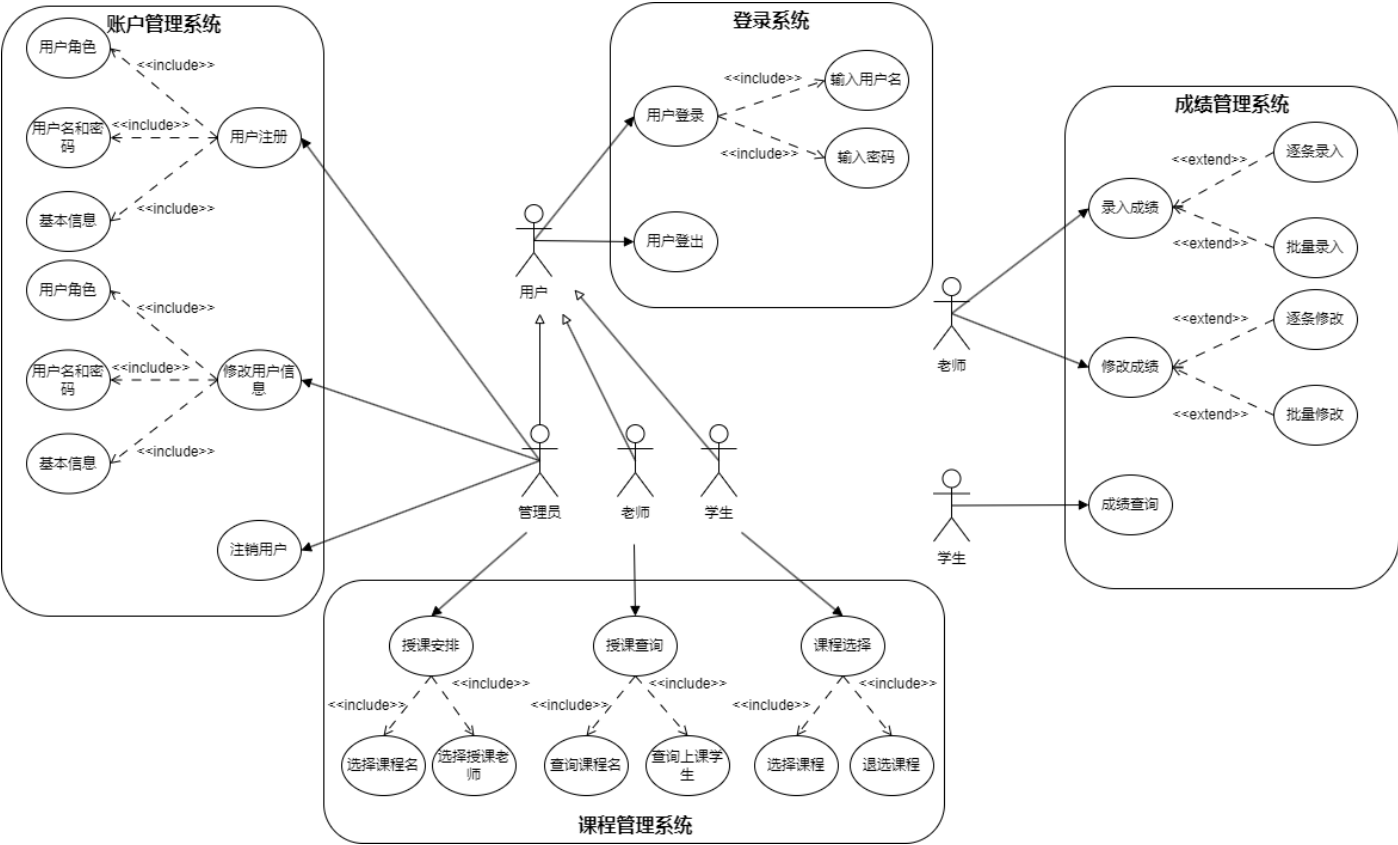 账户管理系统
用户角色
<<include>>
用户名和密
码
<<include>>
用户注册
基本信息
<<include>>
用户角色
<<include>>
用户名和密
码
<<include>>
修改用户信
息
基本信息
<<include>>
注销用户
登录系统
用户登录
<<include>>
输入用户名
<<include>>
输入密码
用户登出
用户
管理员
老师
学生
成绩管理系统
录入成绩
<<extend>>
逐条录入
<<extend>>
批量录入
老师
修改成绩
<<extend>>
逐条修改
<<extend>>
批量修改
学生
成绩查询
授课安排
<<include>>
<<include>>
选择课程名
选择授课老
师
授课查询
<<include>>
<<include>>
查询课程名
查询上课学
生
课程选择
<<include>>
<<include>>
选择课程
退选课程
课程管理系统